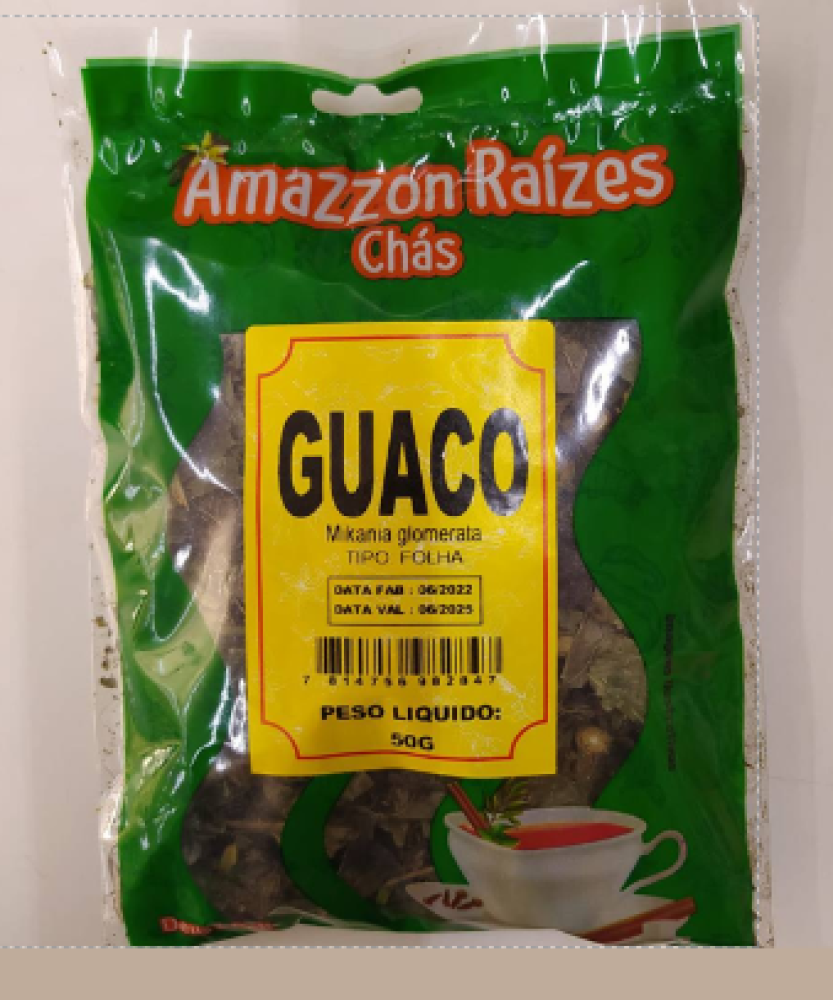 Amazzon Raízes
Chás
GUACO
Mikania glomerata
TIPO FOLHA
DATA FAB : 06/2022
DATA VAL : 06/2025
7 814756 982847
PESO LIQUIDO:
50G